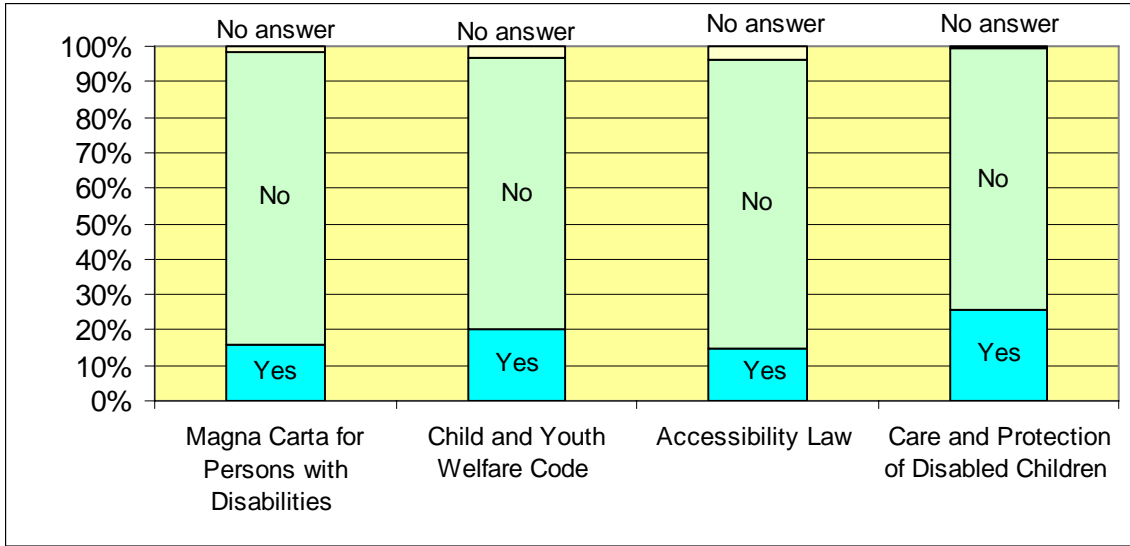 No answer No answer No answer No answer
100%
90%
80%
70%
60%
50%
40%
30%
20%
10%
0%
No No No No
Yes Yes Yes Yes
Magna Carta for
Persons with
Disabilities
Child and Youth
Welfare Code
Accessibility Law
Care and Protection
of Disabled Children